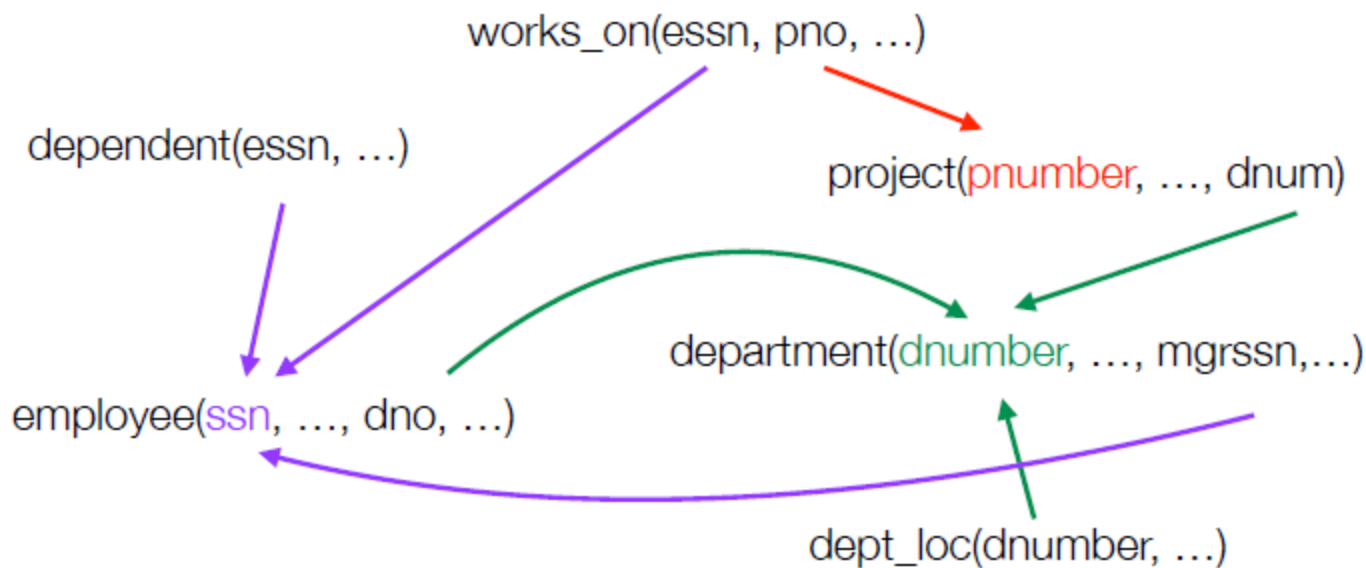 works_on(essn, pno, …)
dependent(essn, …)
project(pnumber, …, dnum)
department(dnumber, …, mgrssn,…)
employee(ssn, …, dno, …)
dept_loc(dnumber, …)